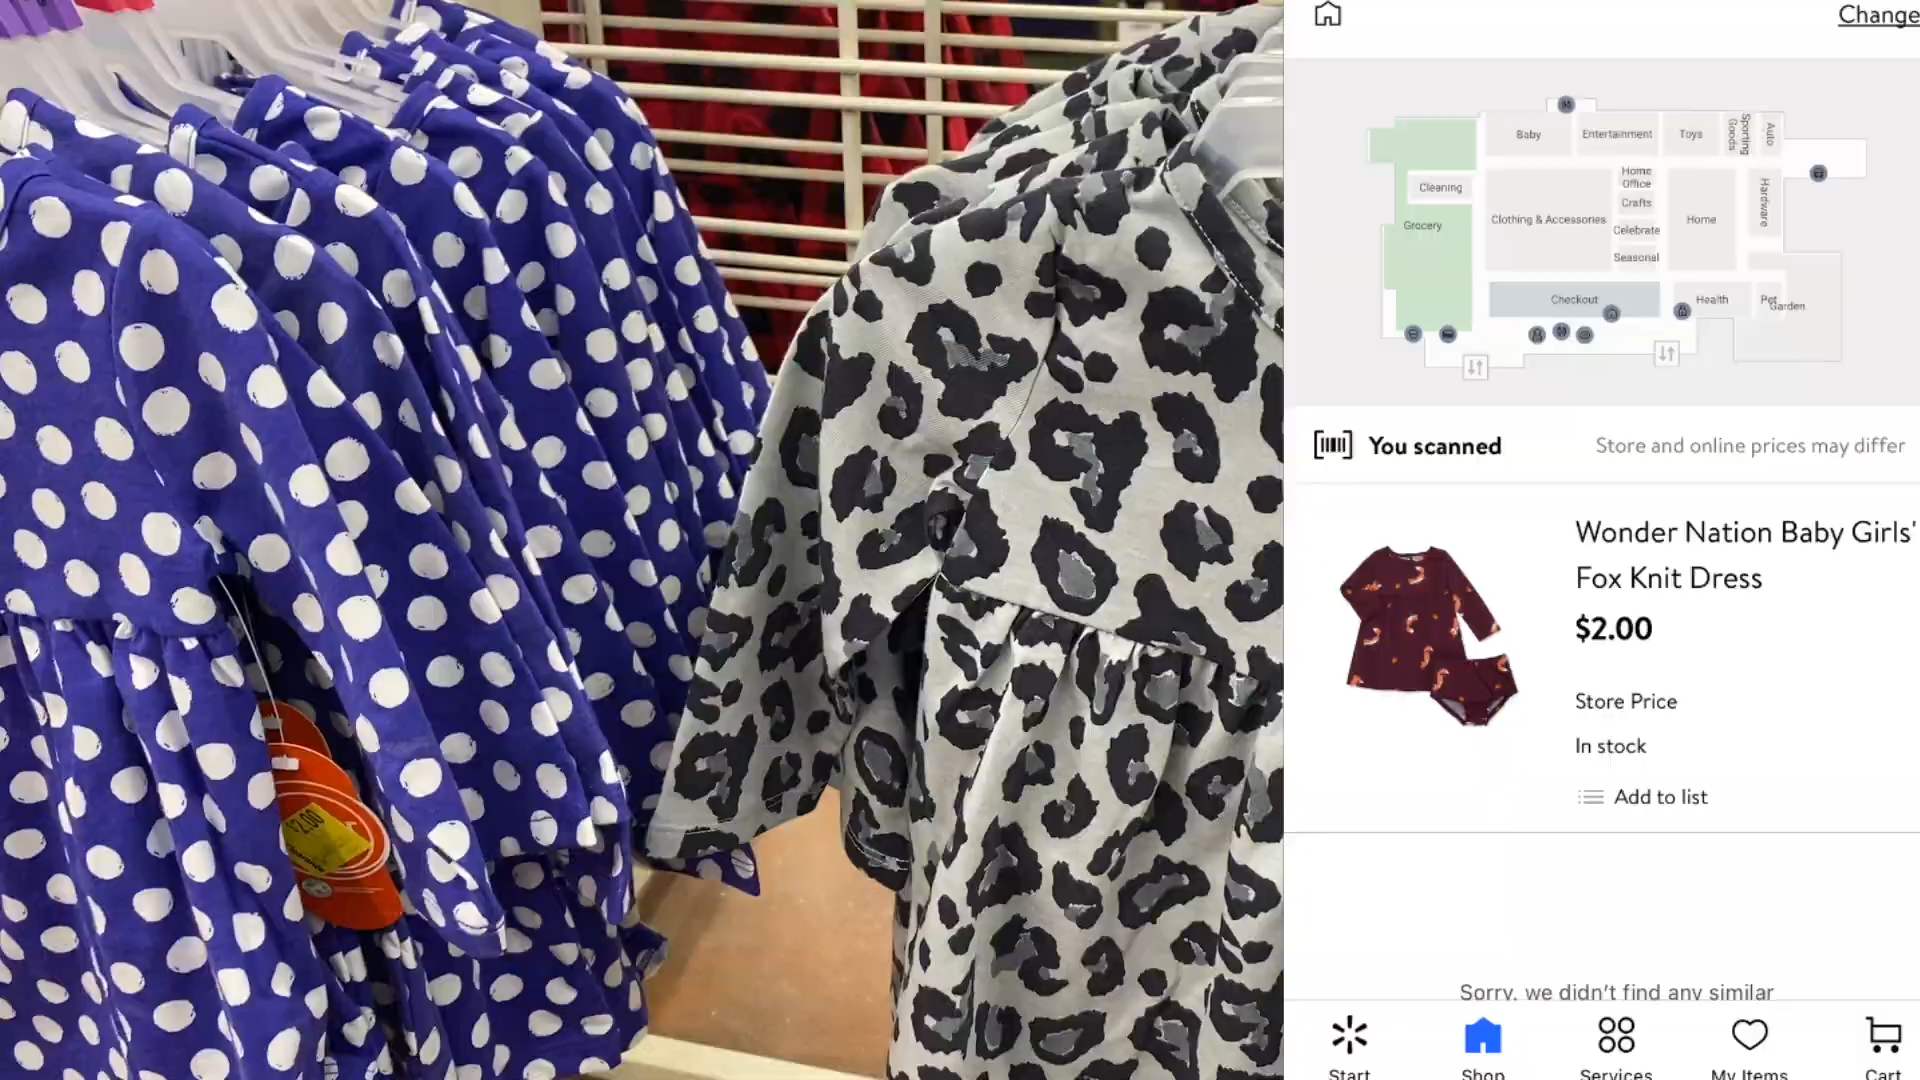 Change
Baby
Entertainment
Toys
Sporting Goods
Auto
Cleaning
Home Office
Crafts
Hardware
Grocery
Clothing & Accessories
Home
Celebrate
Seasonal
Checkout
Health
Pet
Garden
You scanned
Store and online prices may differ
Wonder Nation Baby Girls'
Fox Knit Dress
$2.00
Store Price
In stock
Add to list
$2.00
Clearance
Sorry, we didn't find any similar
Start
Shop
Services
My Items
Cart